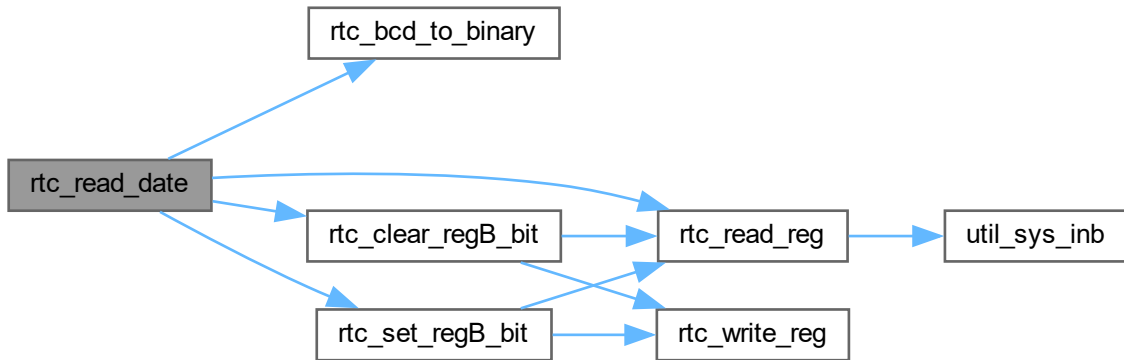 rtc_bcd_to_binary
rtc_read_date
rtc_clear_regB_bit
rtc_read_reg
util_sys_inb
rtc_set_regB_bit
rtc_write_reg